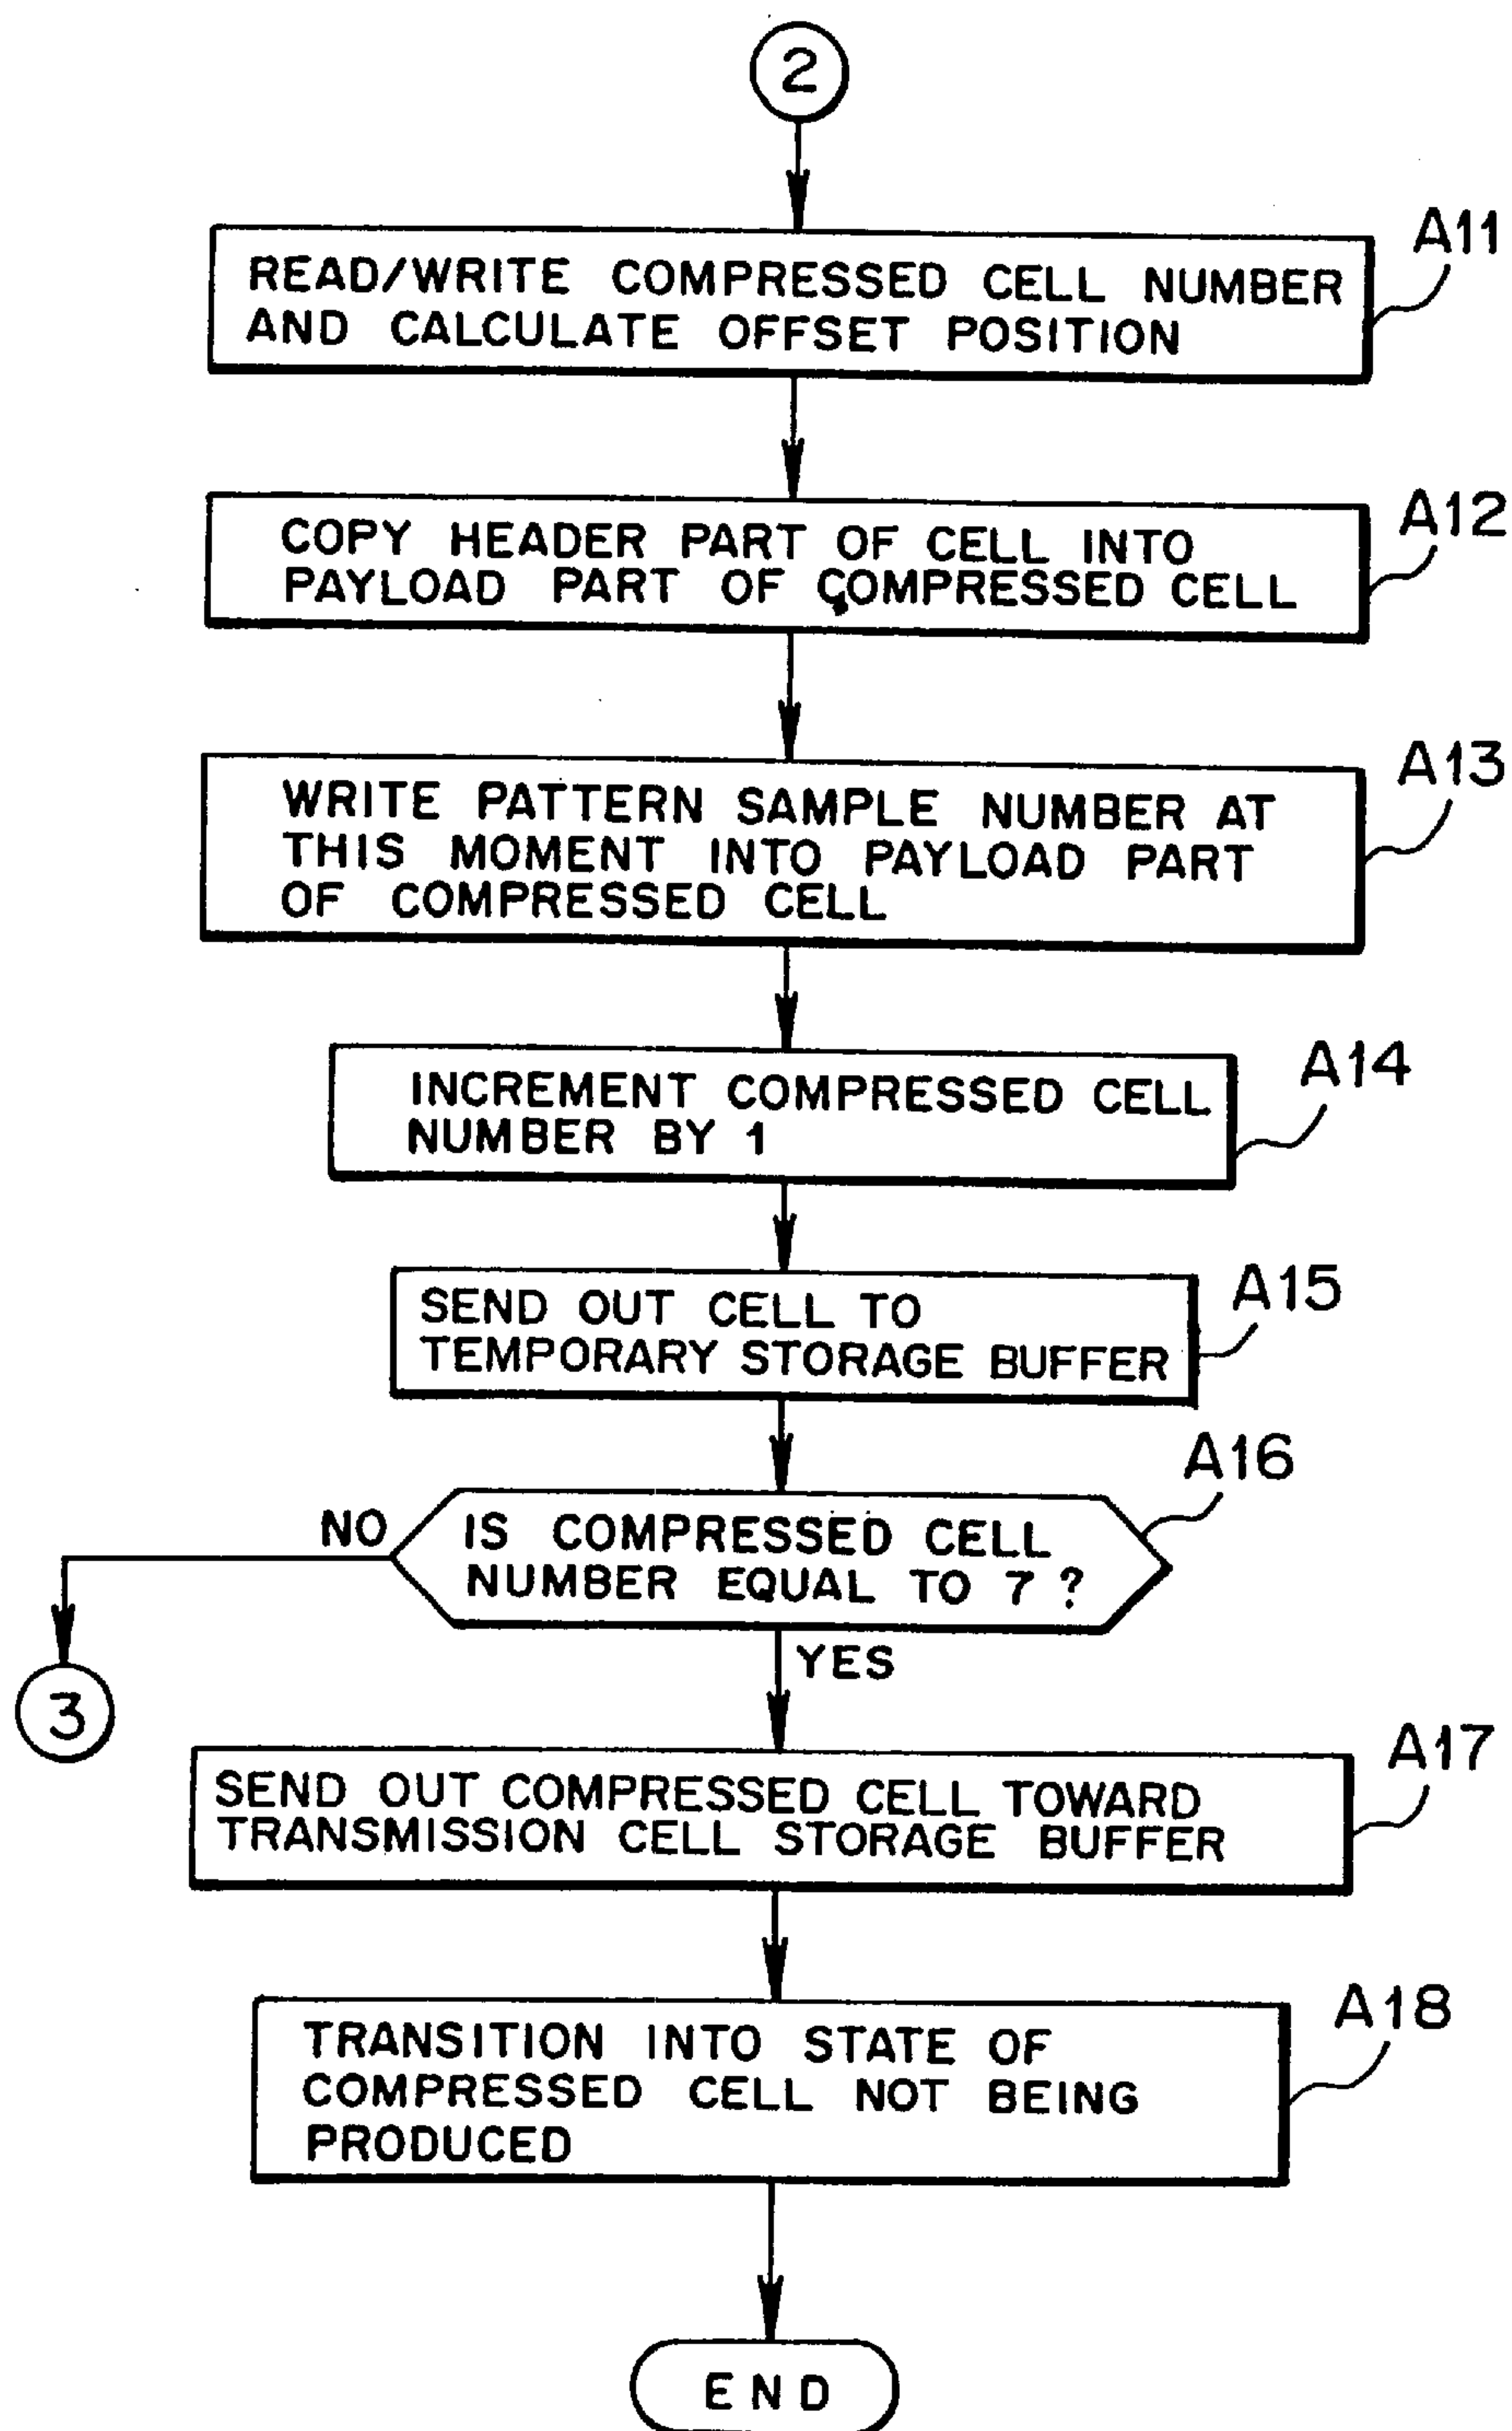 2
A11
READ/WRITE COMPRESSED CELL NUMBER
AND CALCULATE OFFSET POSITION
A12
COPY HEADER PART OF CELL INTO
PAYLOAD PART OF COMPRESSED CELL
A13
WRITE PATTERN SAMPLE NUMBER AT
THIS MOMENT INTO PAYLOAD PART
OF COMPRESSED CELL
A14
INCREMENT COMPRESSED CELL
NUMBER BY 1
A15
SEND OUT CELL TO
TEMPORARY STORAGE BUFFER
A16
NO
IS COMPRESSED CELL
NUMBER EQUAL TO 7 ?
YES
3
A17
SEND OUT COMPRESSED CELL TOWARD
TRANSMISSION CELL STORAGE BUFFER
A18
TRANSITION INTO STATE OF
COMPRESSED CELL NOT BEING
PRODUCED
END